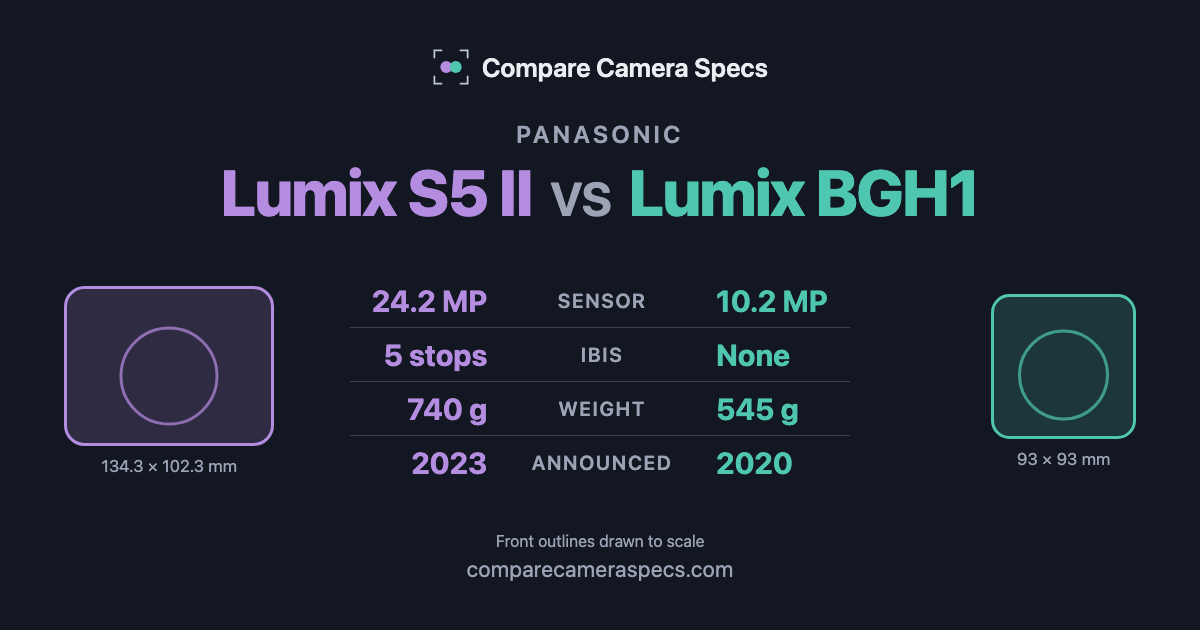 Compare Camera Specs
PANASONIC
Lumix S5 II vs Lumix BGH1
24.2 MP SENSOR 10.2 MP
5 stops IBIS None
740 g WEIGHT 545 g
2023 ANNOUNCED 2020
134.3 × 102.3 mm
93 × 93 mm
Front outlines drawn to scale
comparecameraspecs.com